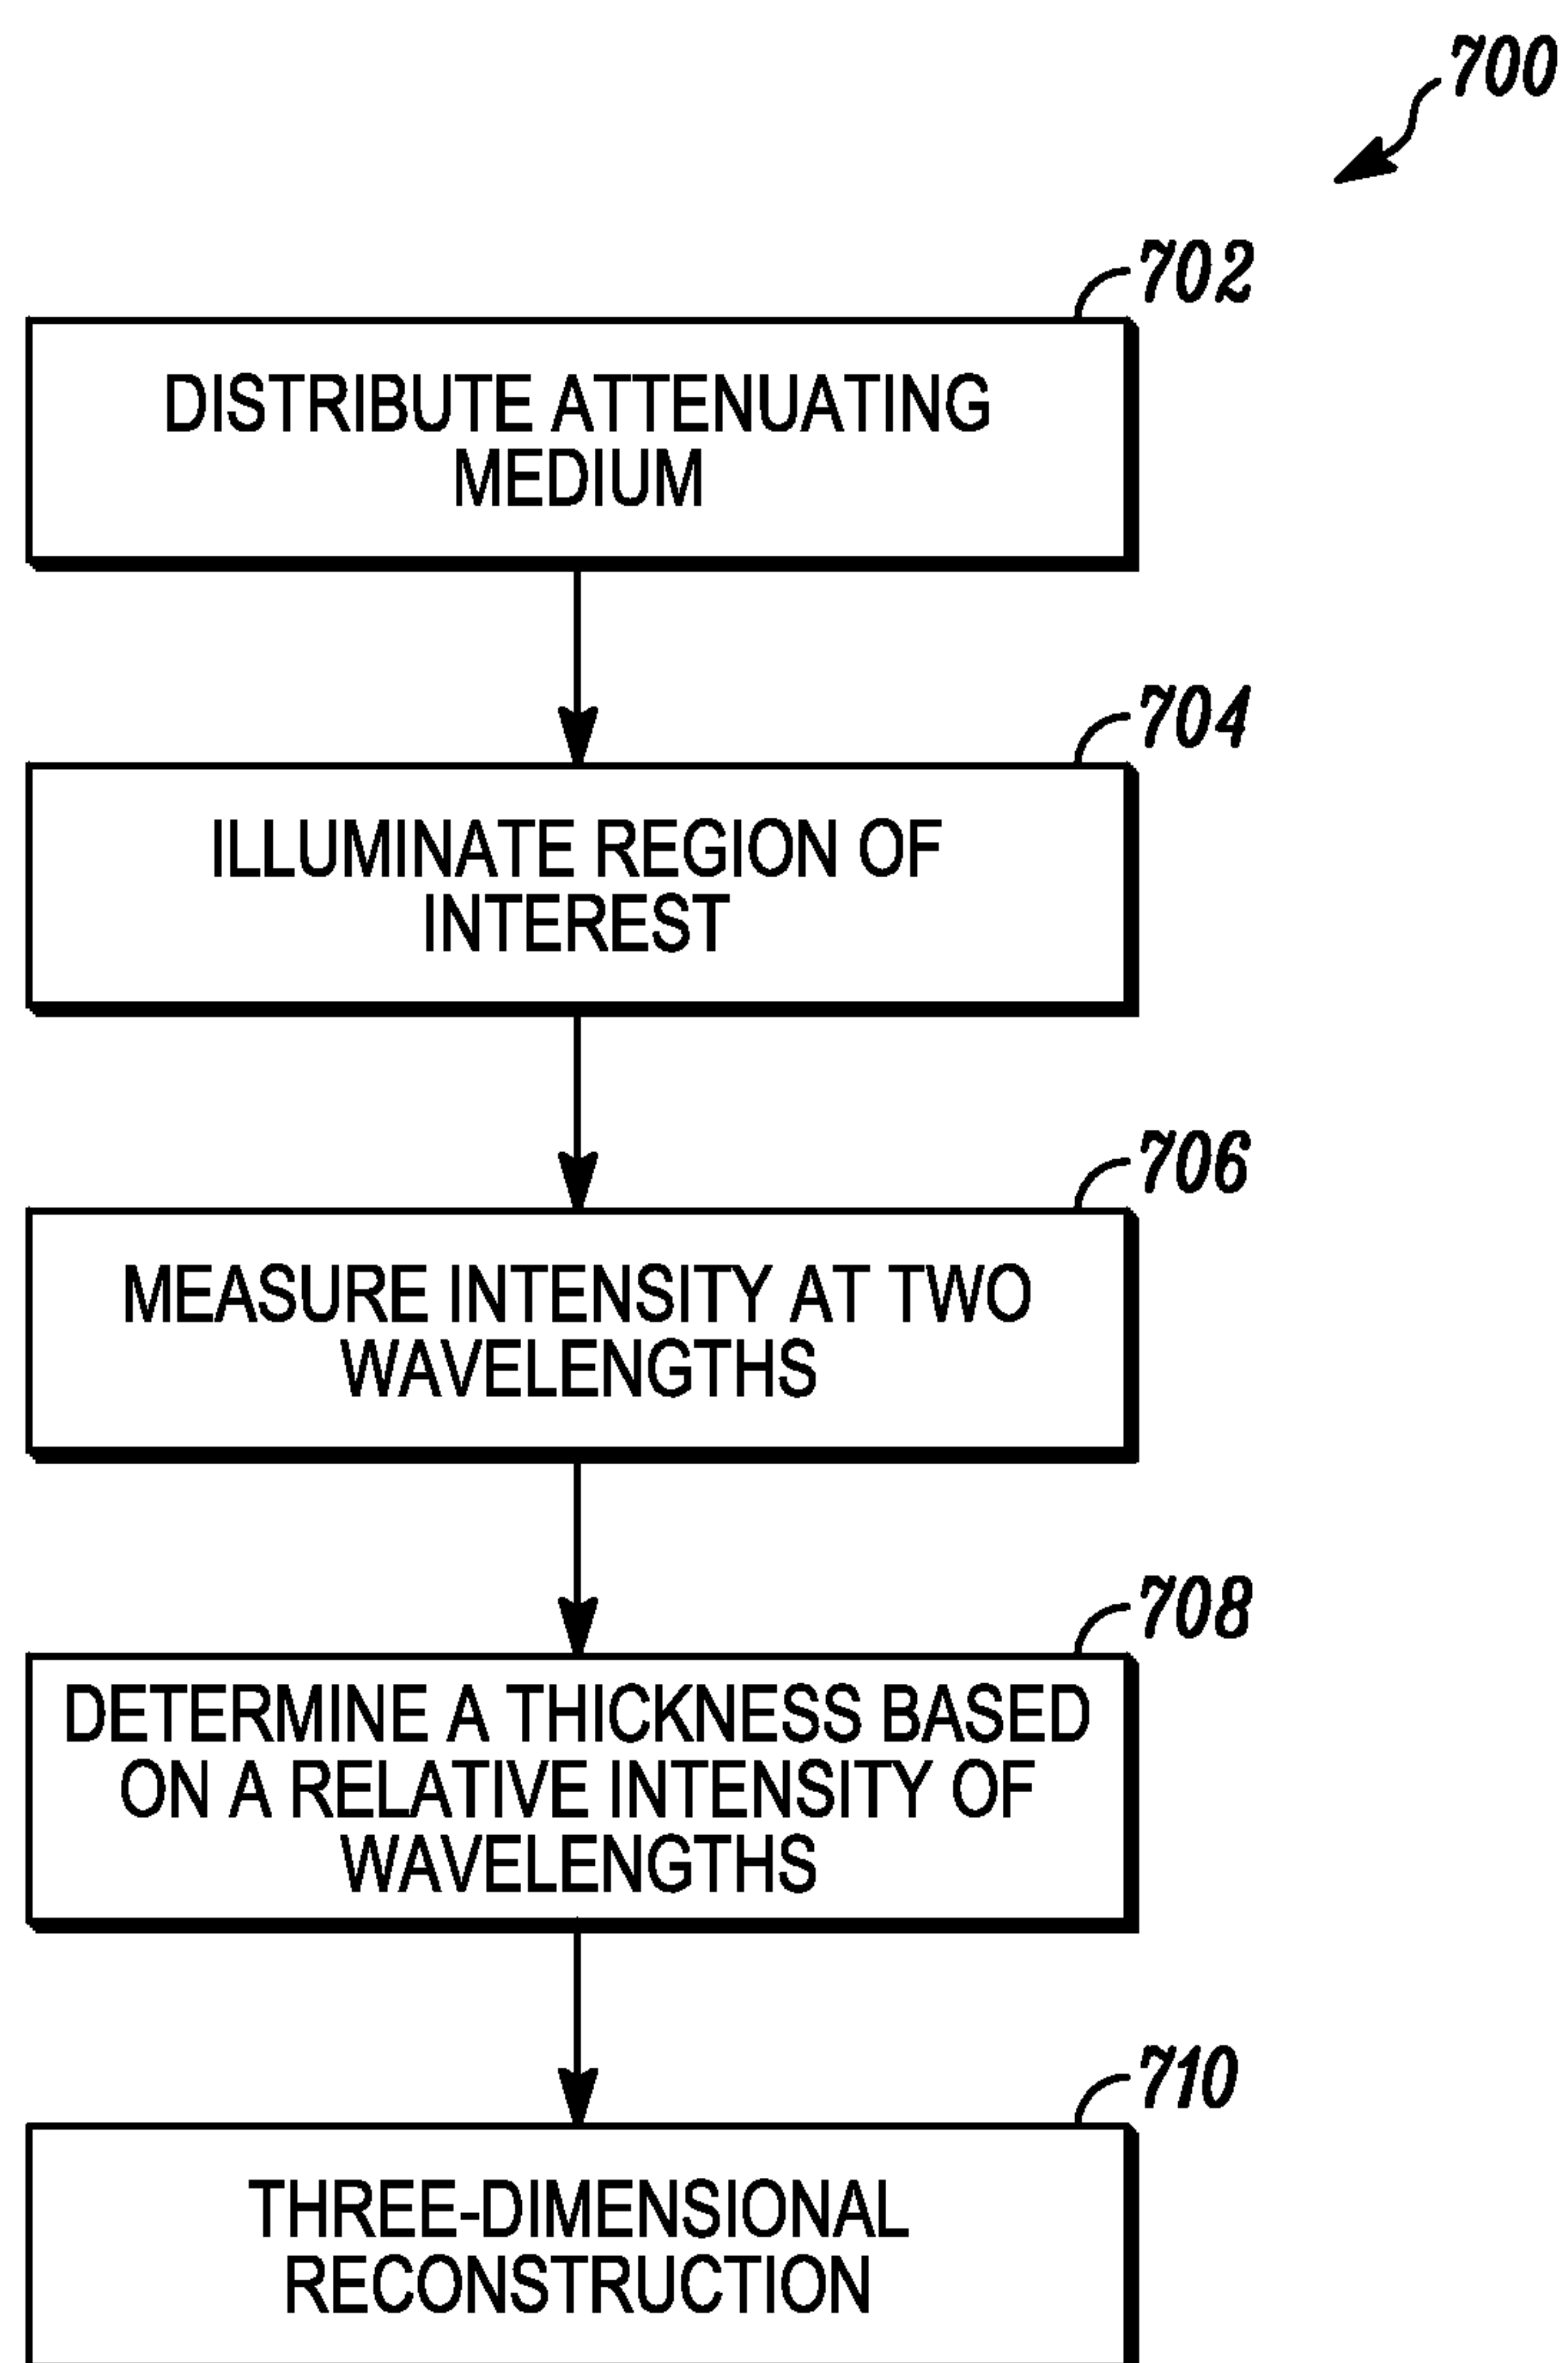 700
702
DISTRIBUTE ATTENUATING
MEDIUM
704
ILLUMINATE REGION OF
INTEREST
706
MEASURE INTENSITY AT TWO
WAVELENGTHS
708
DETERMINE A THICKNESS BASED
ON A RELATIVE INTENSITY OF
WAVELENGTHS
710
THREE-DIMENSIONAL
RECONSTRUCTION